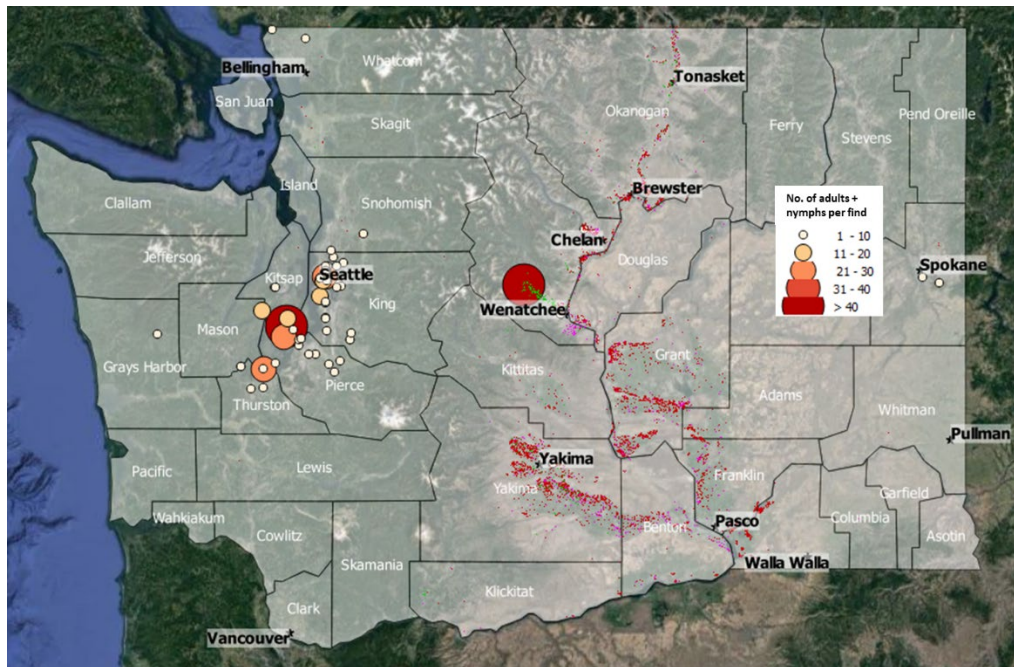 Whatcom
Bellingham
San Juan
Tonasket
Okanogan
Pend Oreille
Skagit
Ferry
Stevens
Island
Brewster
Clallam
Snohomish
No. of adults +
nymphs per find
1 - 10
11 - 20
21 - 30
31 - 40
> 40
Chelan
Jefferson
Douglas
Kitsap
Seattle
Spokane
King
Wenatchee
Mason
Grant
Grays Harbor
Kittitas
Pierce
Adams
Thurston
Whitman
Pullman
Yakima
Pacific
Lewis
Franklin
Yakima
Garfield
Wahkiakum
Benton
Pasco
Columbia
Cowlitz
Asotin
Skamania
Walla Walla
Klickitat
Clark
Vancouver